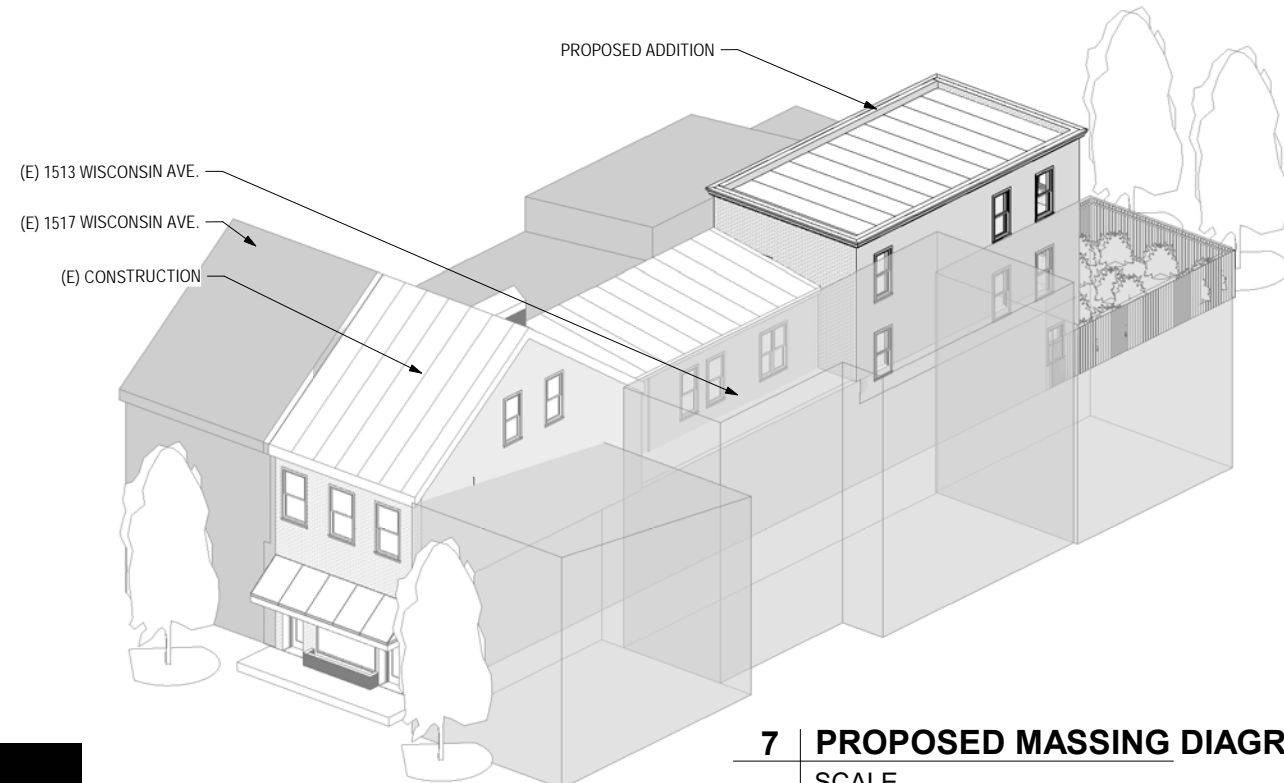 PROPOSED ADDITION
(E) 1513 WISCONSIN AVE.
(E) 1517 WISCONSIN AVE.
(E) CONSTRUCTION
7 PROPOSED MASSING DIAGR
SCALE